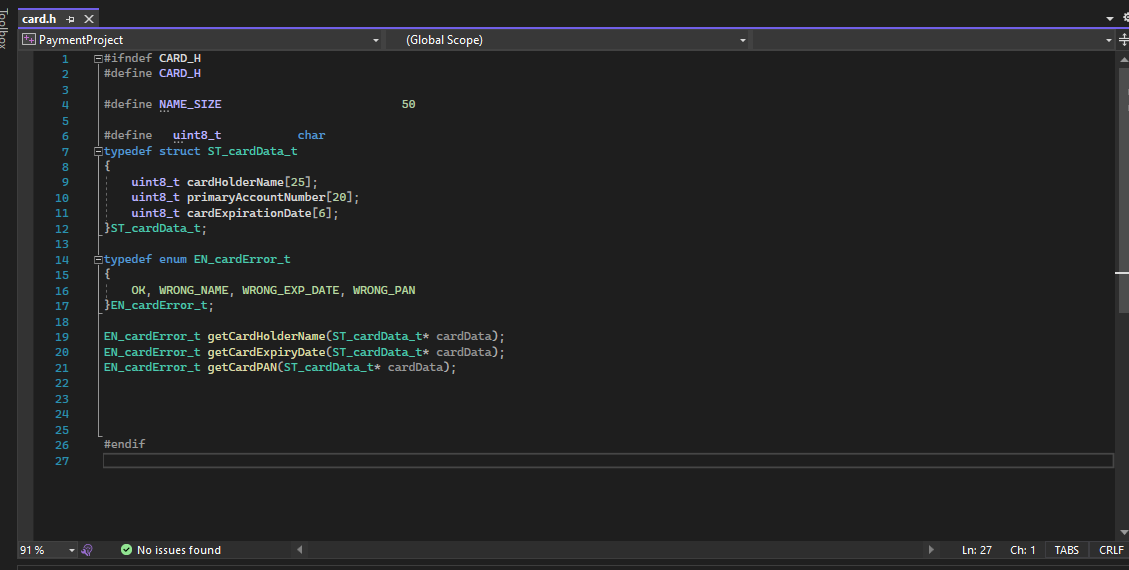 Toolbox
card.h
PaymentProject (Global Scope)
1 #ifndef CARD_H
2 #define CARD_H
3
4 #define NAME_SIZE 50
5
6 #define uint8_t char
7 typedef struct ST_cardData_t
8 {
9 uint8_t cardHolderName[25];
10 uint8_t primaryAccountNumber[20];
11 uint8_t cardExpirationDate[6];
12 }ST_cardData_t;
13
14 typedef enum EN_cardError_t
15 {
16 OK, WRONG_NAME, WRONG_EXP_DATE, WRONG_PAN
17 }EN_cardError_t;
18
19 EN_cardError_t getCardHolderName(ST_cardData_t* cardData);
20 EN_cardError_t getCardExpiryDate(ST_cardData_t* cardData);
21 EN_cardError_t getCardPAN(ST_cardData_t* cardData);
22
23
24
25
26 #endif
27
91 % No issues found Ln: 27 Ch: 1 TABS CRLF